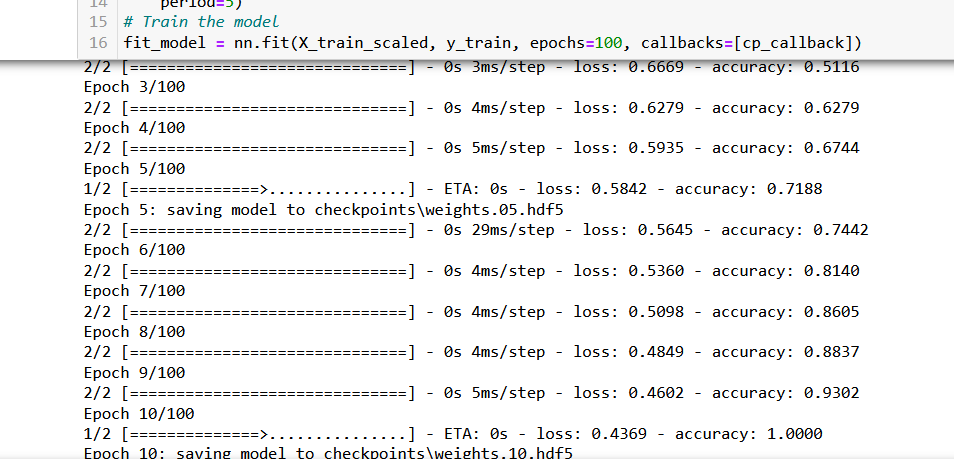 14 period=5)
15 # Train the model
16 fit_model = nn.fit(X_train_scaled, y_train, epochs=100, callbacks=[cp_callback])
2/2 [==============================] - 0s 3ms/step - loss: 0.6669 - accuracy: 0.5116
Epoch 3/100
2/2 [==============================] - 0s 4ms/step - loss: 0.6279 - accuracy: 0.6279
Epoch 4/100
2/2 [==============================] - 0s 5ms/step - loss: 0.5935 - accuracy: 0.6744
Epoch 5/100
1/2 [==============>...............] - ETA: 0s - loss: 0.5842 - accuracy: 0.7188
Epoch 5: saving model to checkpoints\weights.05.hdf5
2/2 [==============================] - 0s 29ms/step - loss: 0.5645 - accuracy: 0.7442
Epoch 6/100
2/2 [==============================] - 0s 4ms/step - loss: 0.5360 - accuracy: 0.8140
Epoch 7/100
2/2 [==============================] - 0s 4ms/step - loss: 0.5098 - accuracy: 0.8605
Epoch 8/100
2/2 [==============================] - 0s 4ms/step - loss: 0.4849 - accuracy: 0.8837
Epoch 9/100
2/2 [==============================] - 0s 5ms/step - loss: 0.4602 - accuracy: 0.9302
Epoch 10/100
1/2 [==============>...............] - ETA: 0s - loss: 0.4369 - accuracy: 1.0000
Epoch 10: saving model to checkpoints\weights.10.hdf5